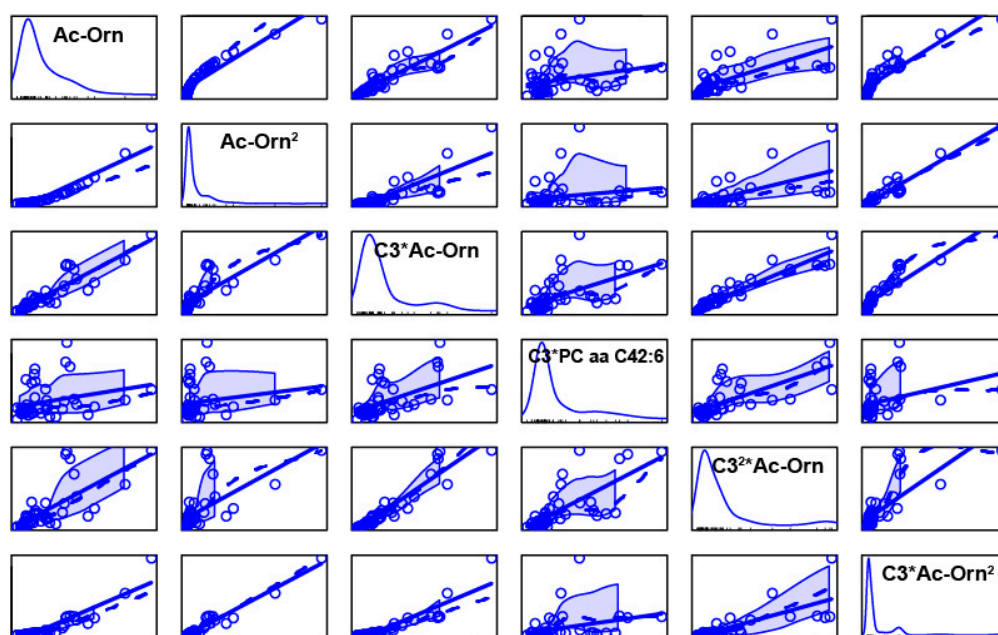 Ac-Orn
Ac-Orn²
C3*Ac-Orn
C3*PC aa C42:6
C3²*Ac-Orn
C3*Ac-Orn²